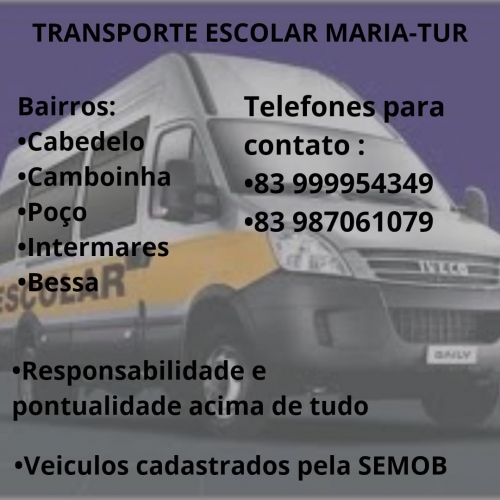 TRANSPORTE ESCOLAR MARIA-TUR
Bairros:
•Cabedelo
•Camboinha
•Poço
•Intermares
•Bessa
Telefones para
contato :
•83 999954349
•83 987061079
ESCOLAR
IVECO
DAILY
•Responsabilidade e
pontualidade acima de tudo
•Veiculos cadastrados pela SEMOB